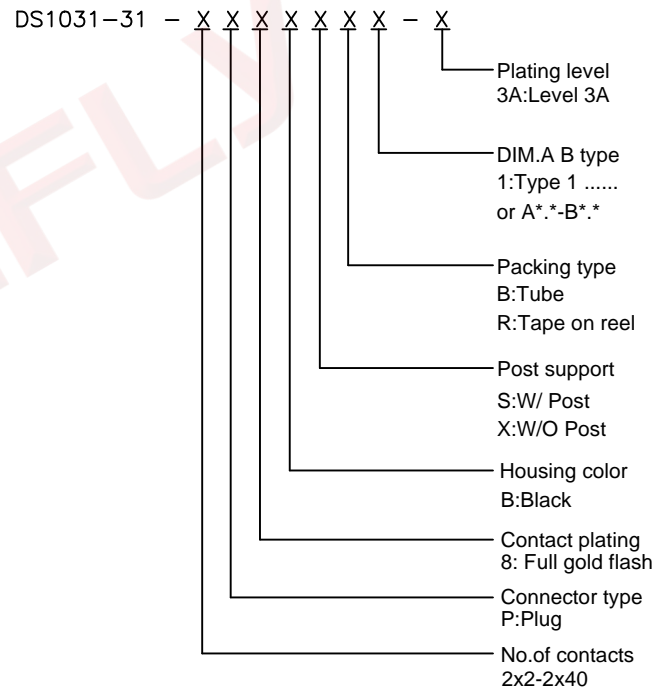 DS1031-31 - X X X X X X X - X
Plating level
3A:Level 3A
DIM.A B type
1:Type 1 ......
or A*.*-B*.*
Packing type
B:Tube
R:Tape on reel
Post support
S:W/ Post
X:W/O Post
Housing color
B:Black
Contact plating
8: Full gold flash
Connector type
P:Plug
No.of contacts
2x2-2x40